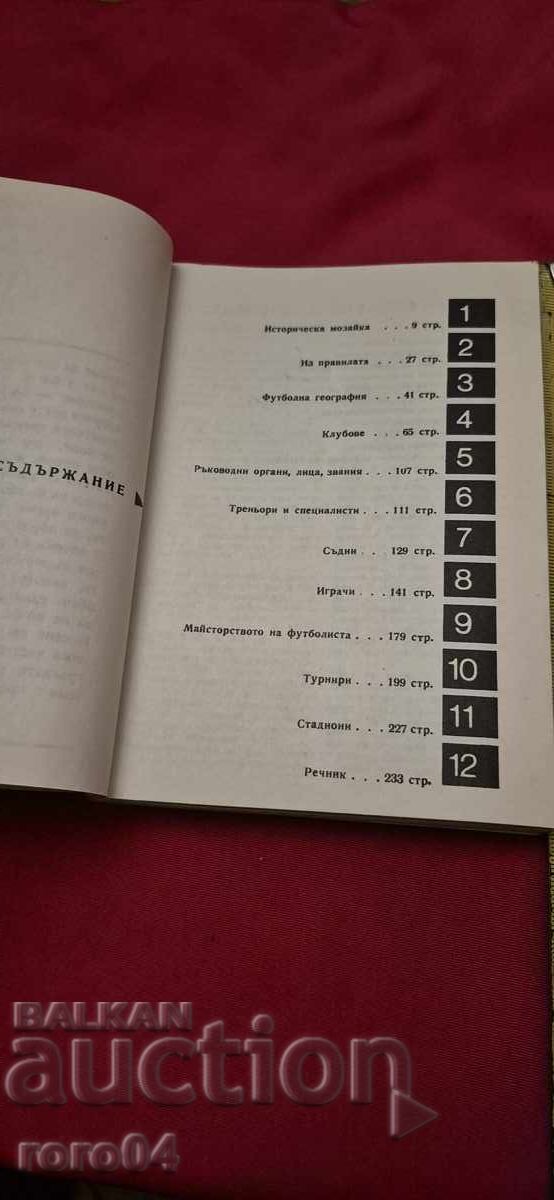 СЪДЪРЖАНИЕ
Историческа мозайка . . . 9 стр. 1
На правилата . . . 27 стр. 2
Футболна география . . . 41 стр. 3
Клубове . . . 65 стр. 4
Ръководни органи, лица, звания . . . 107 стр. 5
Треньори и специалисти . . . 111 стр. 6
Съдии . . . 129 стр. 7
Играчи . . . 141 стр. 8
Майсторството на футболиста . . . 179 стр. 9
Турнири . . . 199 стр. 10
Стадиони . . . 227 стр. 11
Речник . . . 233 стр. 12
BALKAN
auction
roro04